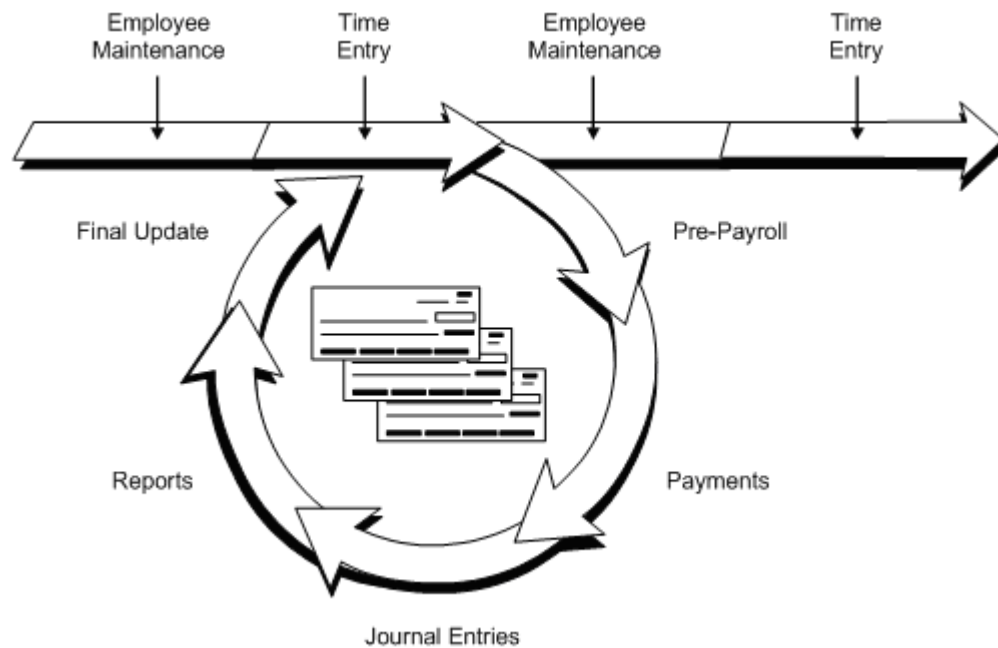 Employee
Maintenance
Time
Entry
Employee
Maintenance
Time
Entry
Final Update
Pre-Payroll
Reports
Payments
Journal Entries